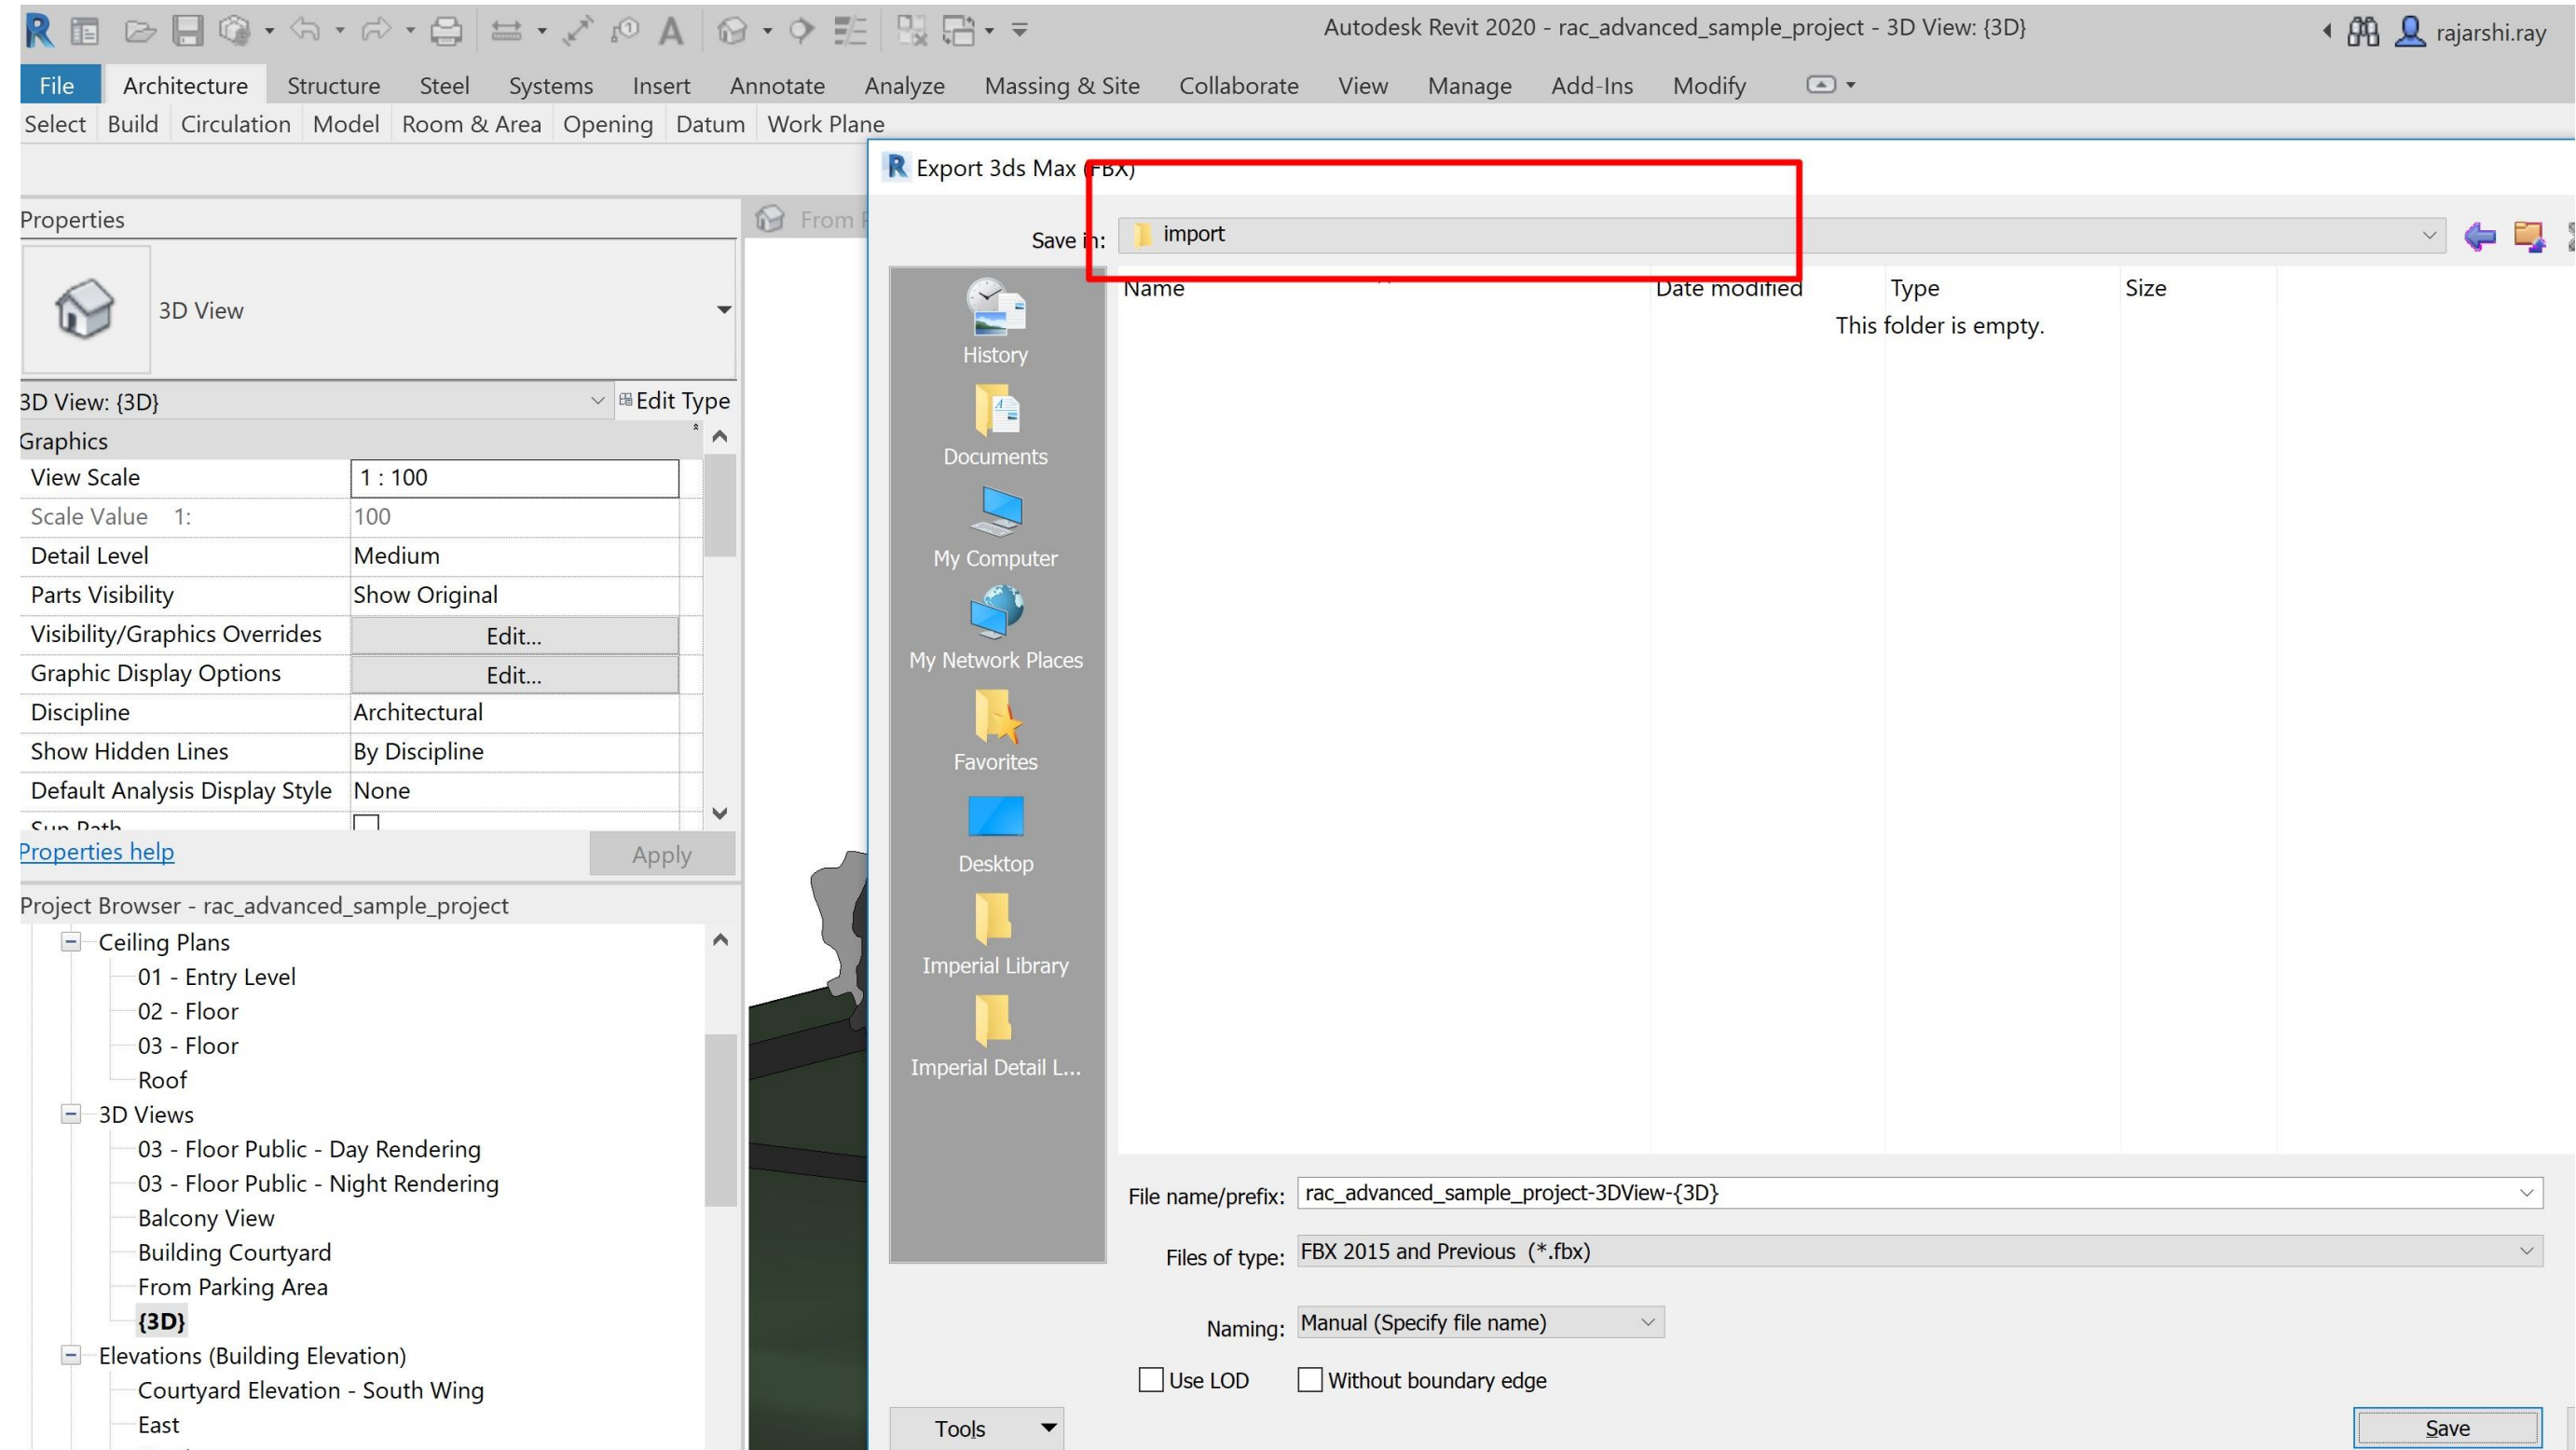 Autodesk Revit 2020 - rac_advanced_sample_project - 3D View: {3D}
rajarshi.ray
File Architecture Structure Steel Systems Insert Annotate Analyze Massing & Site Collaborate View Manage Add-Ins Modify
Select Build Circulation Model Room & Area Opening Datum Work Plane
Export 3ds Max (FBX)
Properties
From
3D View
3D View: {3D}
Edit Type
Graphics
View Scale 1 : 100
Scale Value 1: 100
Detail Level Medium
Parts Visibility Show Original
Visibility/Graphics Overrides Edit...
Graphic Display Options Edit...
Discipline Architectural
Show Hidden Lines By Discipline
Default Analysis Display Style None
Sun Path
Properties help
Apply
Project Browser - rac_advanced_sample_project
Ceiling Plans
01 - Entry Level
02 - Floor
03 - Floor
Roof
3D Views
03 - Floor Public - Day Rendering
03 - Floor Public - Night Rendering
Balcony View
Building Courtyard
From Parking Area
{3D}
Elevations (Building Elevation)
Courtyard Elevation - South Wing
East
Save in: import
Name Date modified Type Size
This folder is empty.
History
Documents
My Computer
My Network Places
Favorites
Desktop
Imperial Library
Imperial Detail L...
File name/prefix: rac_advanced_sample_project-3DView-{3D}
Files of type: FBX 2015 and Previous (*.fbx)
Naming: Manual (Specify file name)
Use LOD
Without boundary edge
Tools
Save